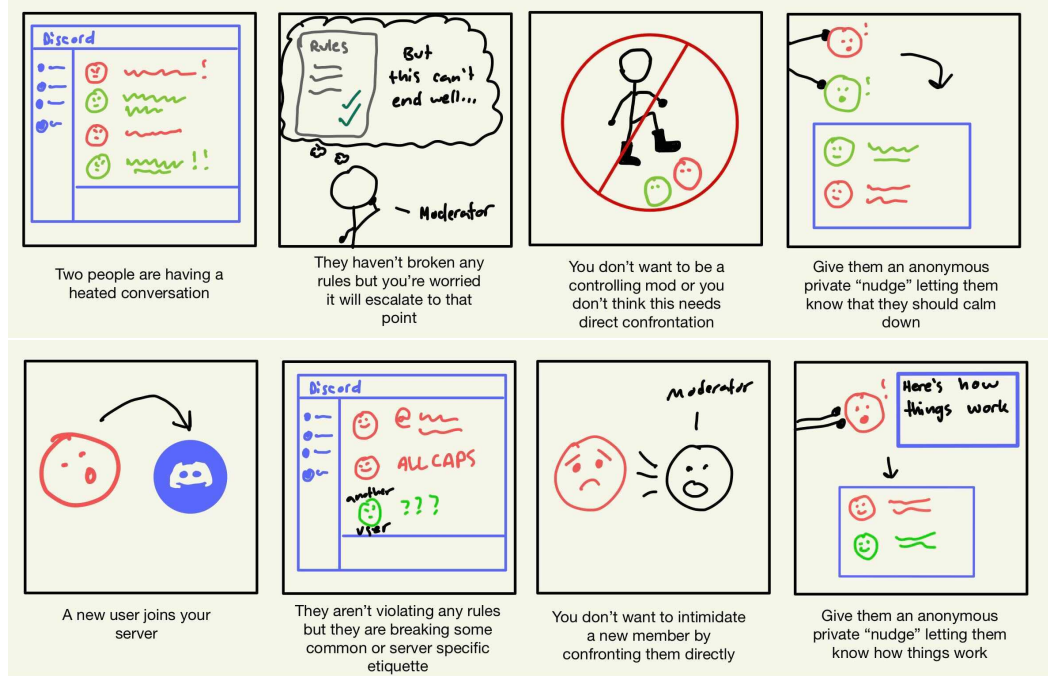 Discord
!
!!
Rules
But
this can't
end well...
Moderator
!
!
Two people are having a
heated conversation
They haven't broken any
rules but you're worried
it will escalate to that
point
You don't want to be a
controlling mod or you
don't think this needs
direct confrontation
Give them an anonymous
private “nudge” letting them
know that they should calm
down
Discord
@
ALL CAPS
another
user
???
moderator
!
Here's how
things work
A new user joins your
server
They aren't violating any rules
but they are breaking some
common or server specific
etiquette
You don't want to intimidate
a new member by
confronting them directly
Give them an anonymous
private “nudge” letting them
know how things work